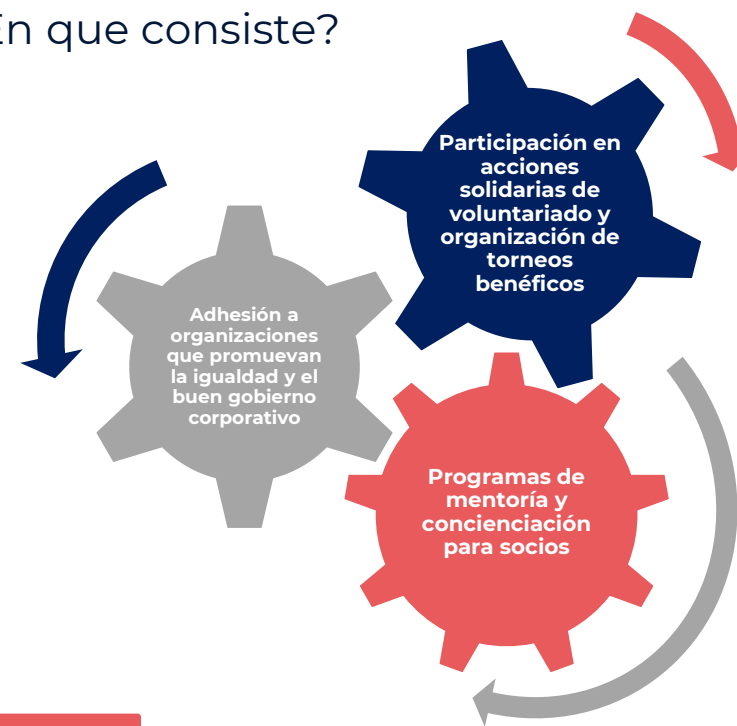 En que consiste?
Participación en
acciones
solidarias de
voluntariado y
organización de
torneos
benéficos
Adhesión a
organizaciones
que promuevan
la igualdad y el
buen gobierno
corporativo
Programas de
mentoría y
concienciación
para socios